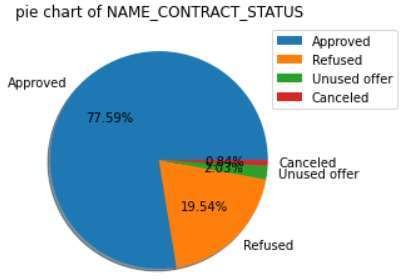 pie chart of NAME_CONTRACT_STATUS
Approved
Refused
Unused offer
Canceled
Approved
77.59%
0.84%
2.03%
Canceled
Unused offer
19.54%
Refused